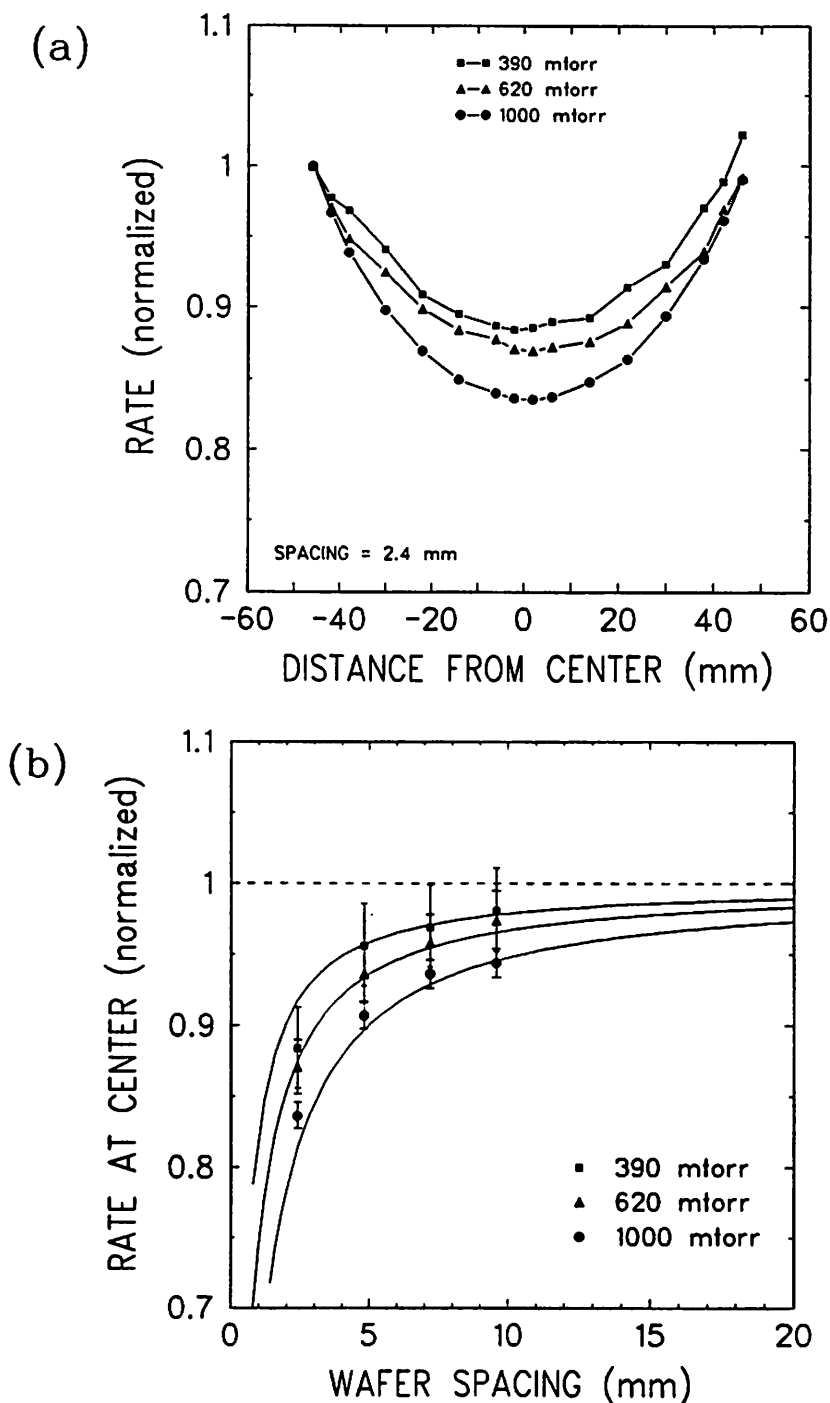 (a)
1.1
1
0.9
0.8
0.7
RATE (normalized)
390 mtorr
620 mtorr
1000 mtorr
SPACING = 2.4 mm
−60 −40 −20 0 20 40 60
DISTANCE FROM CENTER (mm)
(b)
1.1
1
0.9
0.8
0.7
RATE AT CENTER (normalized)
390 mtorr
620 mtorr
1000 mtorr
0 5 10 15 20
WAFER SPACING (mm)